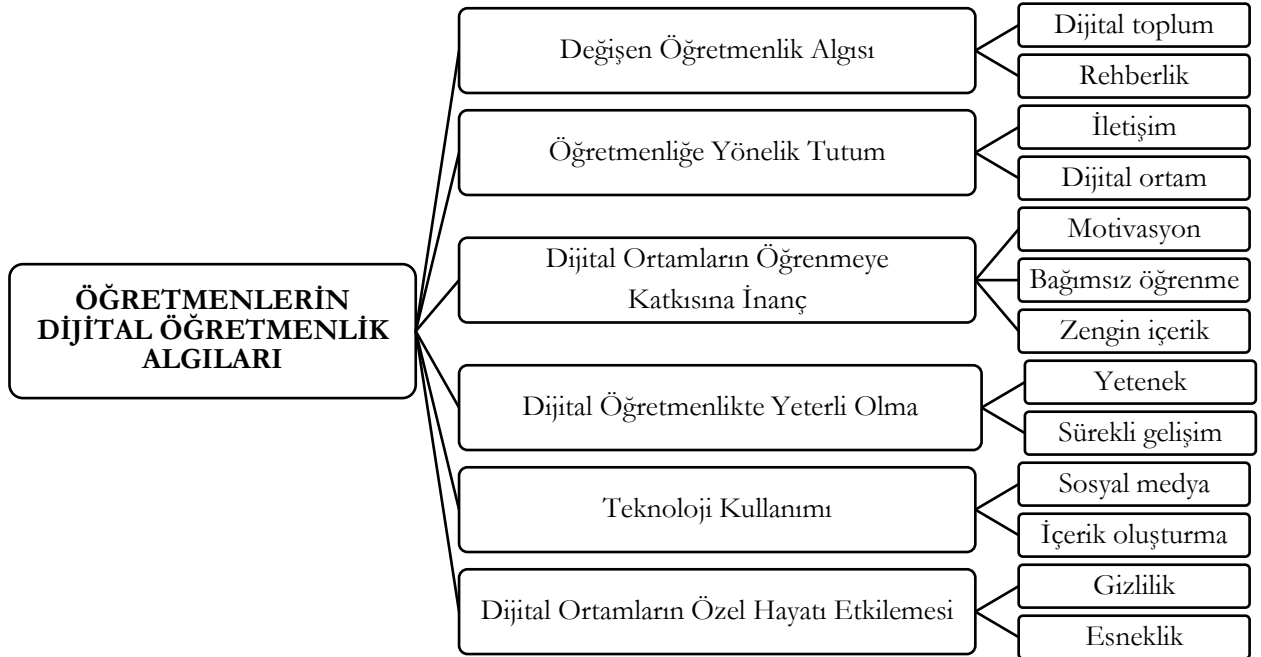 ÖĞRETMENLERİN
DİJİTAL ÖĞRETMENLİK
ALGILARI
Değişen Öğretmenlik Algısı
Dijital toplum
Rehberlik
Öğretmenliğe Yönelik Tutum
İletişim
Dijital ortam
Dijital Ortamların Öğrenmeye
Katkısına İnanç
Motivasyon
Bağımsız öğrenme
Zengin içerik
Dijital Öğretmenlikte Yeterli Olma
Yetenek
Sürekli gelişim
Teknoloji Kullanımı
Sosyal medya
İçerik oluşturma
Dijital Ortamların Özel Hayatı Etkilemesi
Gizlilik
Esneklik